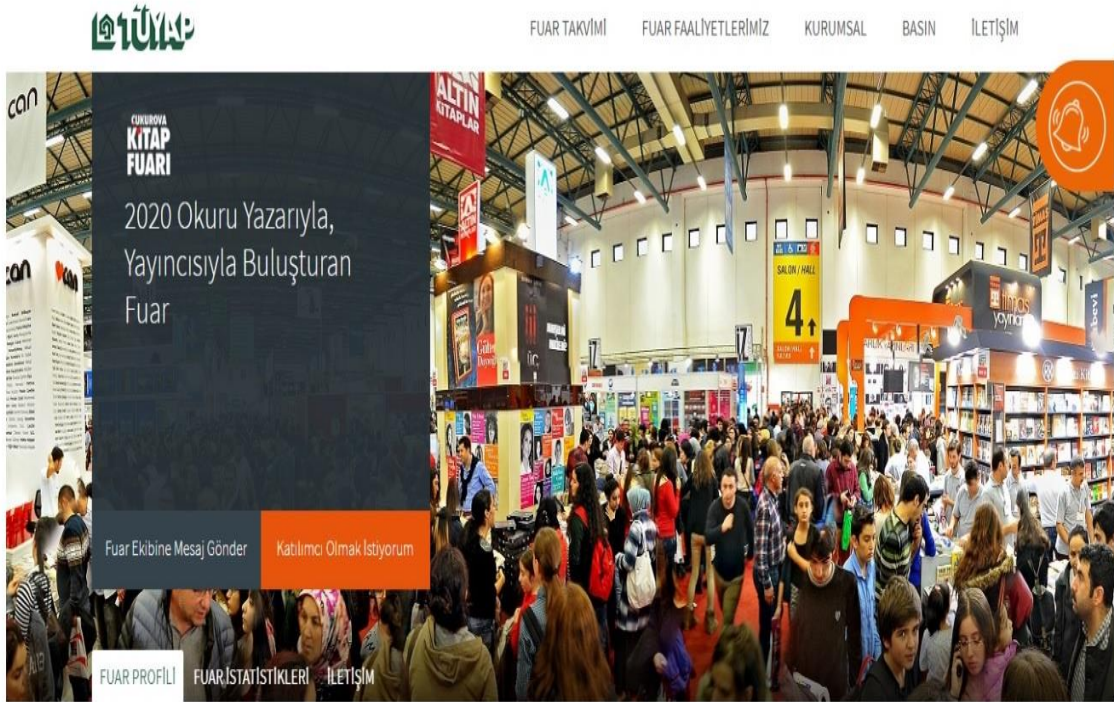 TÜYAP
FUAR TAKVİMİ
FUAR FAALİYETLERİMİZ
KURUMSAL
BASIN
İLETİŞİM
can
ÇUKUROVA
KİTAP
FUARI
2020 Okuru Yazarıyla,
Yayıncısıyla Buluşturan
Fuar
Fuar Ekibine Mesaj Gönder
Katılımcı Olmak İstiyorum
FUAR PROFİLİ
FUAR İSTATİSTİKLERİ
İLETİŞİM
can
can
ALTIN
KİTAPLAR
SALON / HALL
4
17
yayınları